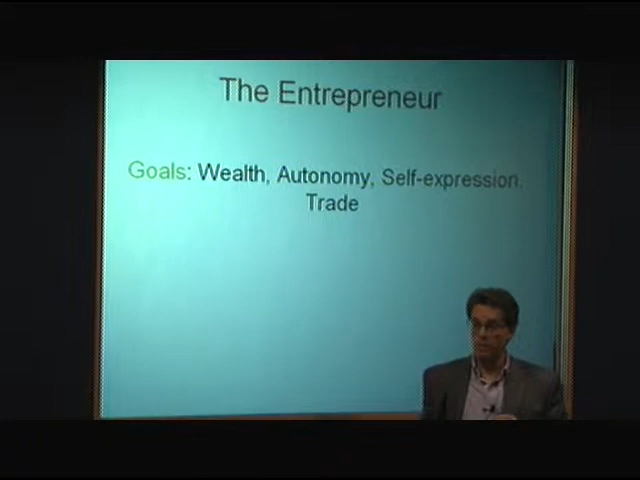 The Entrepreneur
Goals: Wealth, Autonomy, Self-expression,
Trade